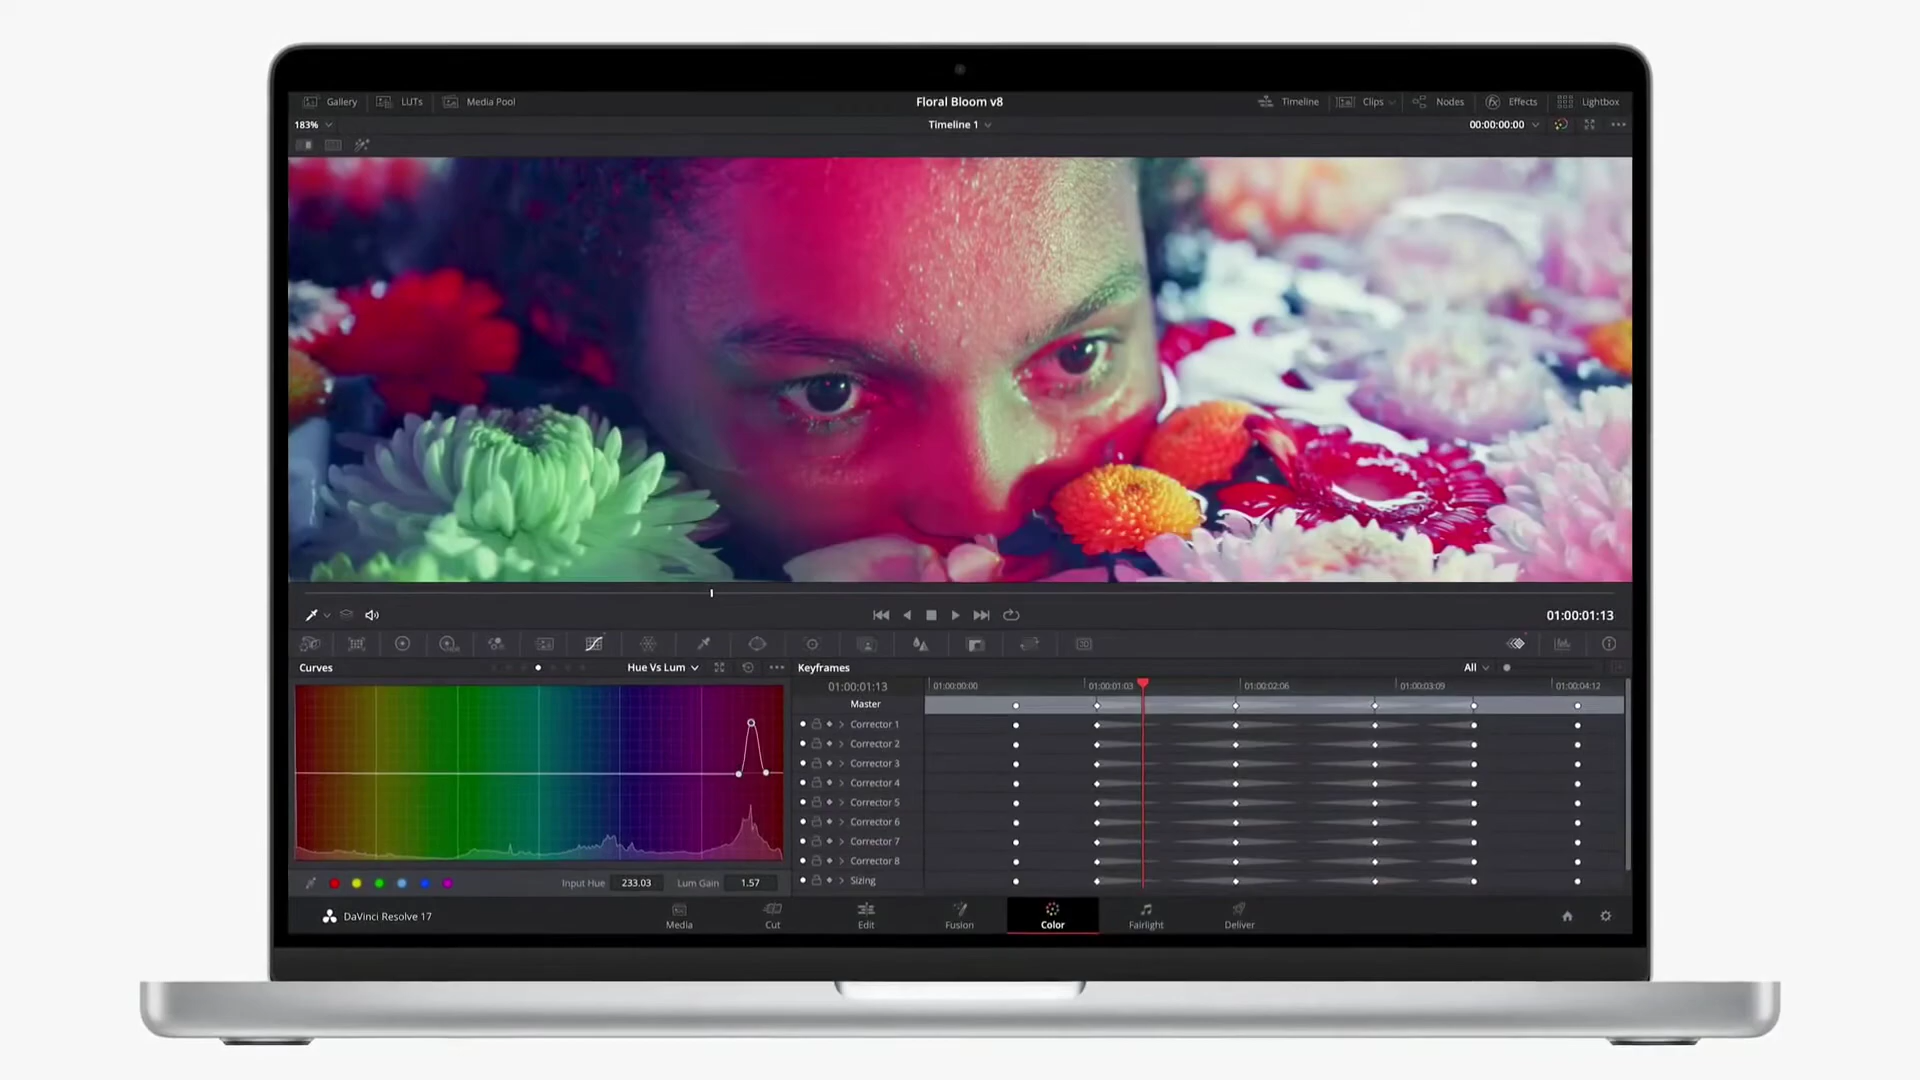 Gallery LUTs Media Pool Floral Bloom v8 Timeline Clips Nodes Effects Lightbox
183% Timeline 1 00:00:00:00
01:00:01:13
Curves Hue Vs Lum
Keyframes All
01:00:01:13 01:00:00:00 01:00:01:03 01:00:02:06 01:00:03:09 01:00:04:12
Master
Corrector 1
Corrector 2
Corrector 3
Corrector 4
Corrector 5
Corrector 6
Corrector 7
Corrector 8
Sizing
Input Hue 233.03 Lum Gain 1.57
DaVinci Resolve 17
Media Cut Edit Fusion Color Fairlight Deliver